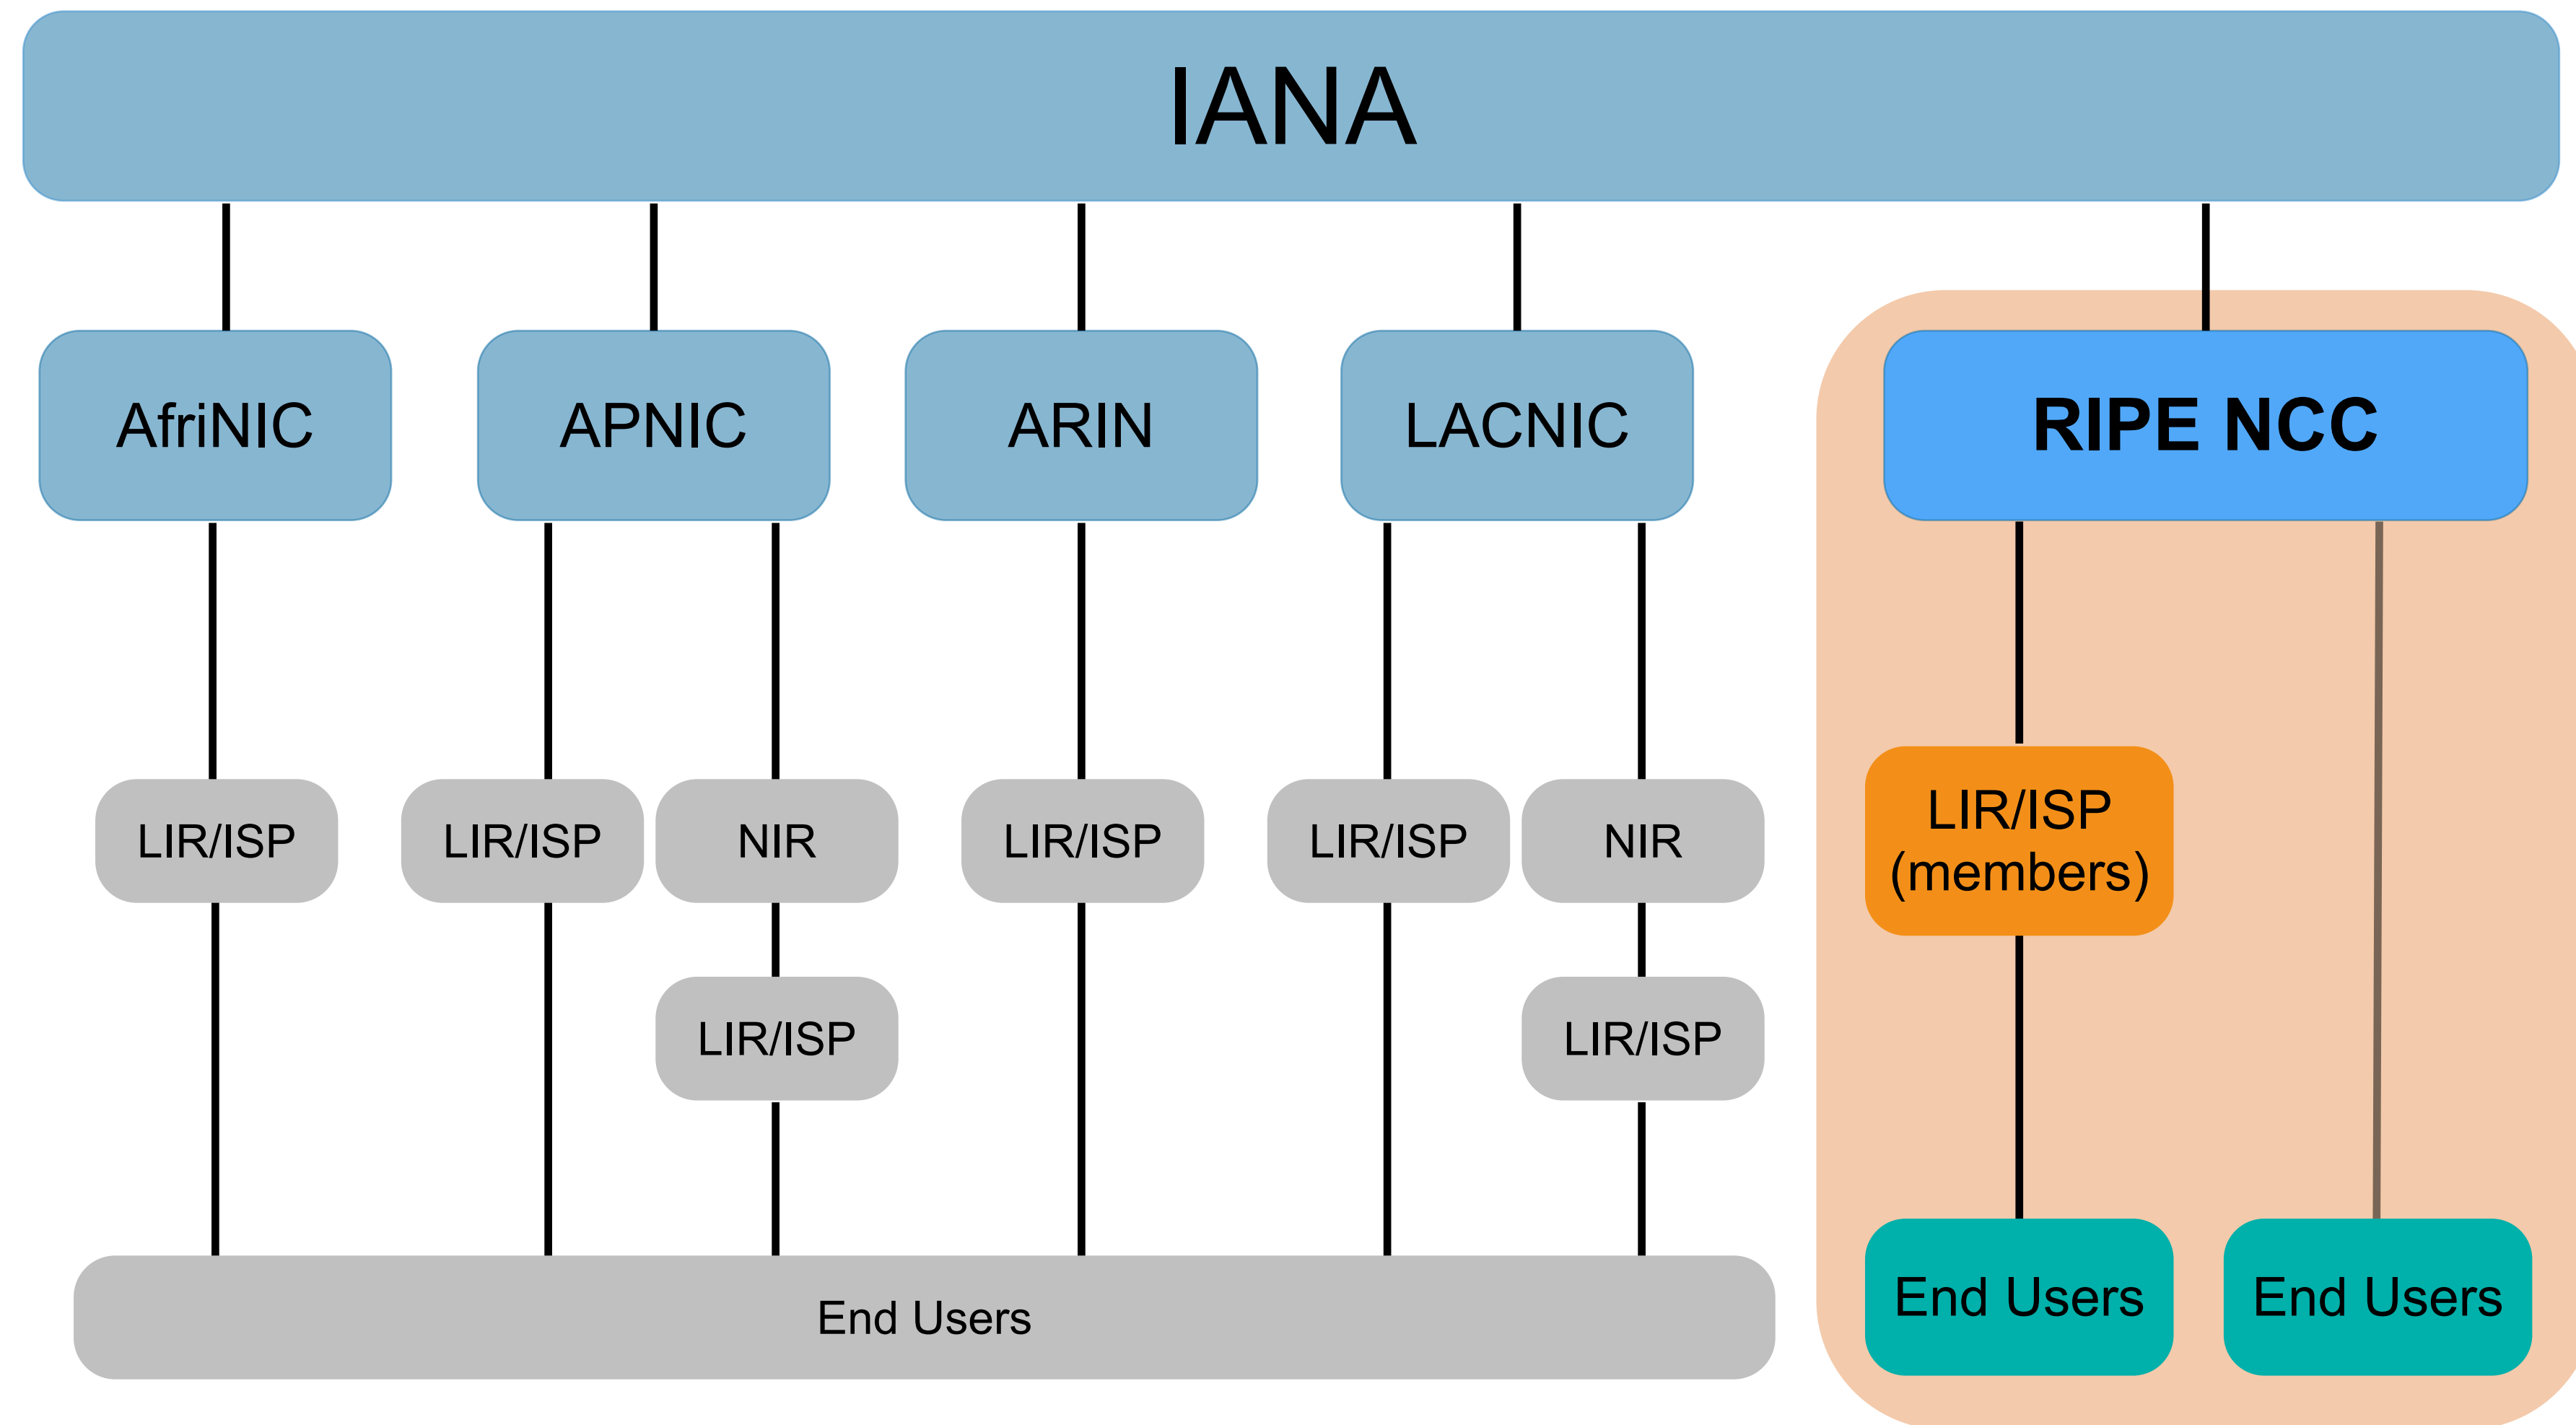 IANA
AfriNIC
APNIC
ARIN
LACNIC
RIPE NCC
LIR/ISP
LIR/ISP
NIR
LIR/ISP
LIR/ISP
NIR
LIR/ISP
(members)
LIR/ISP
LIR/ISP
End Users
End Users
End Users